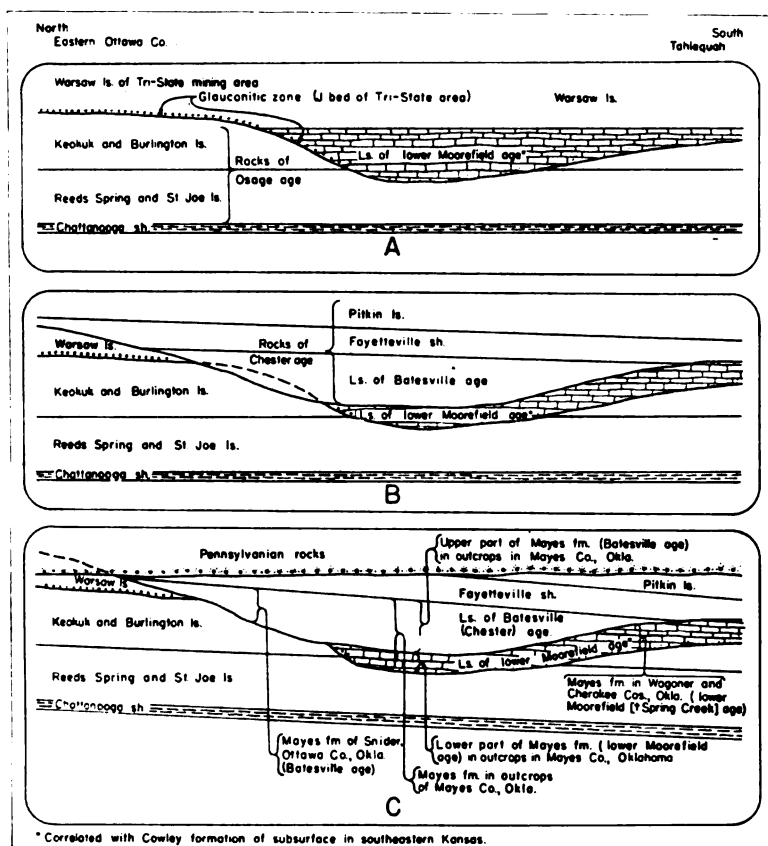 North
Eastern Ottawa Co.
South
Tahlequah
Warsaw ls. of Tri-State mining area
Glauconitic zone (J bed of Tri-State area)
Warsaw ls.
Keokuk and Burlington ls.
Rocks of
Osage age
Ls. of lower Moorefield age*
Reeds Spring and St Joe ls.
Chattanooga sh.
A
Pitkin ls.
Fayetteville sh.
Warsaw ls.
Rocks of
Chester age
Ls. of Batesville age
Keokuk and Burlington ls.
Ls. of lower Moorefield age*
Reeds Spring and St Joe ls.
Chattanooga sh.
B
Upper part of Mayes fm. (Batesville age)
in outcrops in Mayes Co., Okla.
Pennsylvanian rocks
Warsaw ls
Pitkin ls.
Fayetteville sh.
Keokuk and Burlington ls.
Ls. of Batesville
(Chester) age
Ls. of lower Moorefield age*
Reeds Spring and St. Joe ls
Mayes fm. in Wagoner and
Cherokee Cos., Okla. (lower
Moorefield [†Spring Creek] age)
Chattanooga sh
Mayes fm of Snider,
Ottawa Co., Okla.
(Batesville age)
Lower part of Mayes fm. (lower Moorefield
age) in outcrops in Mayes Co., Oklahoma
Mayes fm. in outcrops
of Mayes Co., Okla.
C
* Correlated with Cowley formation of subsurface in southeastern Kansas.